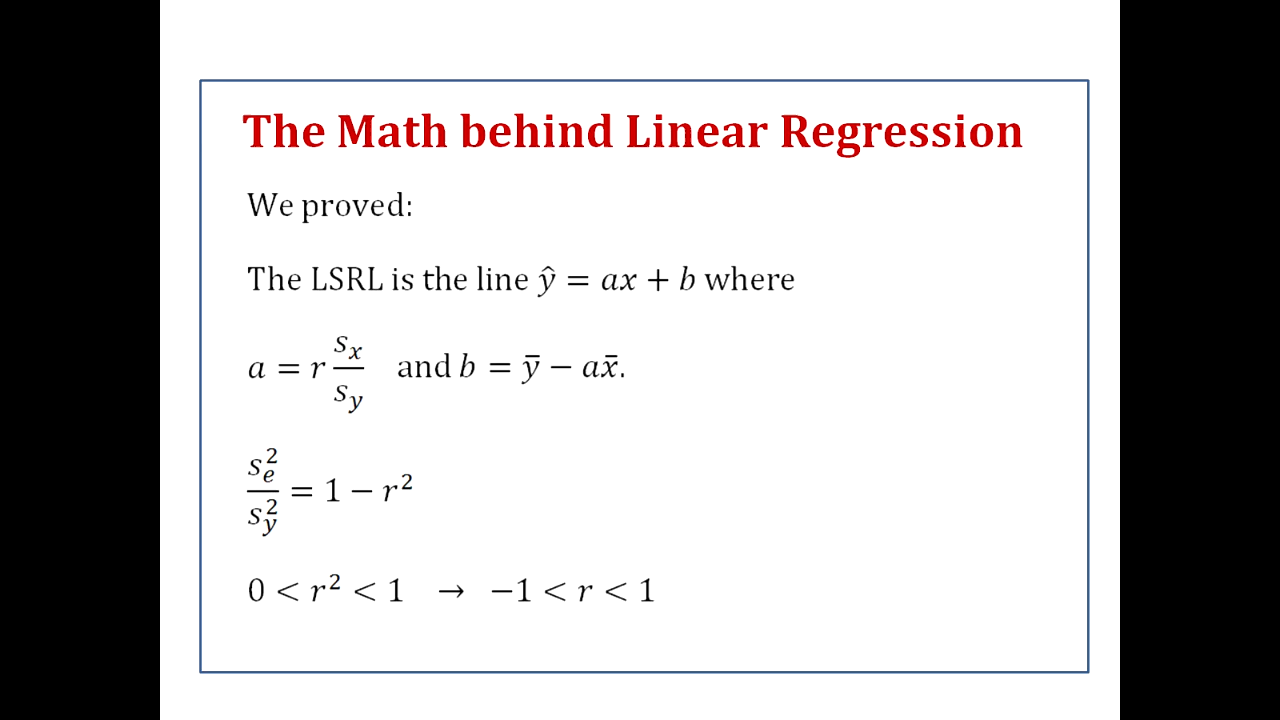 The Math behind Linear Regression
We proved:
The LSRL is the line ŷ = ax + b where
a = r s_x/s_y and b = ȳ − ax̄.
s_e²/s_y² = 1 − r²
0 < r² < 1 → −1 < r < 1